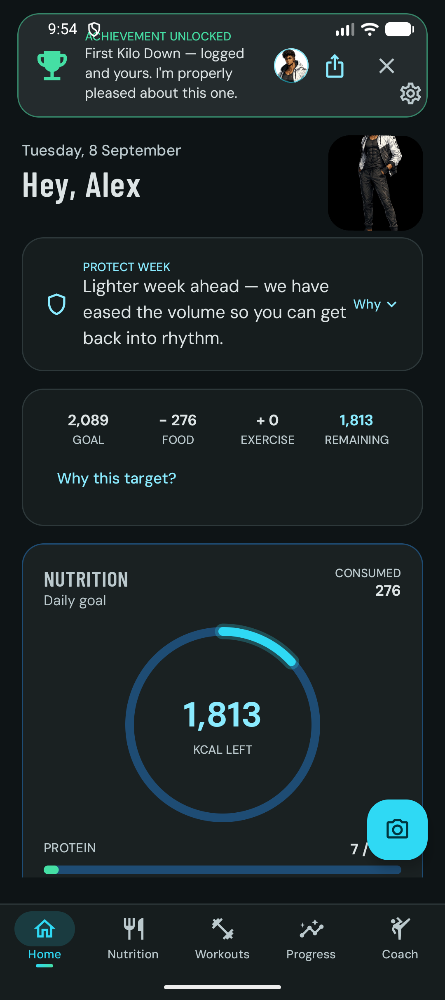 9:54
ACHIEVEMENT UNLOCKED
First Kilo Down — logged
and yours. I'm properly
pleased about this one.
Tuesday, 8 September
Hey, Alex
PROTECT WEEK
Lighter week ahead — we have
eased the volume so you can get
back into rhythm.
Why
2,089 - 276 + 0 1,813
GOAL FOOD EXERCISE REMAINING
Why this target?
NUTRITION
Daily goal
CONSUMED
276
1,813
KCAL LEFT
PROTEIN 7 /
Home Nutrition Workouts Progress Coach